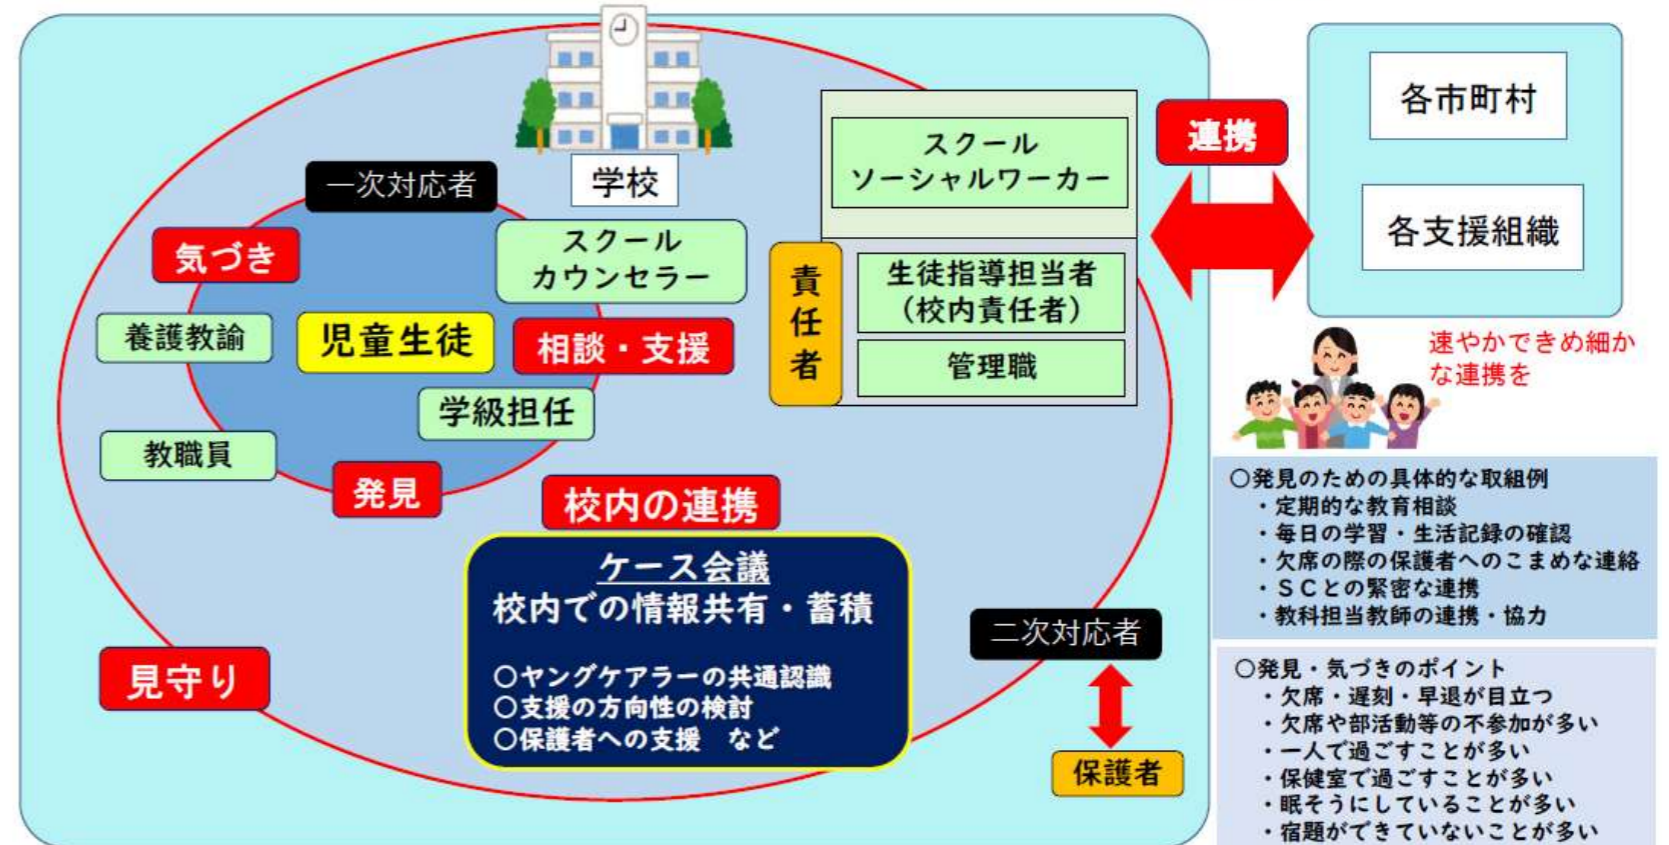 学校
一次対応者
気づき
スクール
カウンセラー
養護教諭
児童生徒
相談・支援
学級担任
教職員
発見
校内の連携
ケース会議
校内での情報共有・蓄積
○ヤングケアラーの共通認識
○支援の方向性の検討
○保護者への支援　など
見守り
スクール
ソーシャルワーカー
責任者
生徒指導担当者
（校内責任者）
管理職
二次対応者
保護者
連携
各市町村
各支援組織
速やかできめ細か
な連携を
○発見のための具体的な取組例
・定期的な教育相談
・毎日の学習・生活記録の確認
・欠席の際の保護者へのこまめな連絡
・ＳＣとの緊密な連携
・教科担当教師の連携・協力
○発見・気づきのポイント
・欠席・遅刻・早退が目立つ
・欠席や部活動等の不参加が多い
・一人で過ごすことが多い
・保健室で過ごすことが多い
・眠そうにしていることが多い
・宿題ができていないことが多い